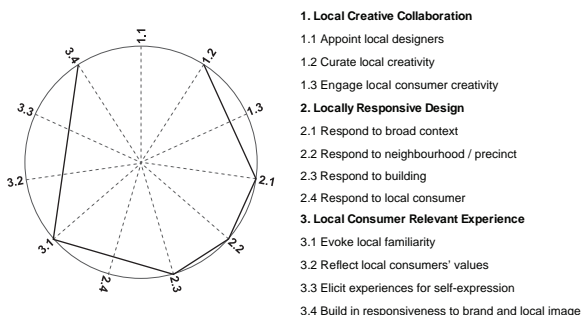 1.1
1.2
1.3
2.1
2.2
2.3
2.4
3.1
3.2
3.3
3.4
1. Local Creative Collaboration
1.1 Appoint local designers
1.2 Curate local creativity
1.3 Engage local consumer creativity
2. Locally Responsive Design
2.1 Respond to broad context
2.2 Respond to neighbourhood / precinct
2.3 Respond to building
2.4 Respond to local consumer
3. Local Consumer Relevant Experience
3.1 Evoke local familiarity
3.2 Reflect local consumers' values
3.3 Elicit experiences for self-expression
3.4 Build in responsiveness to brand and local image